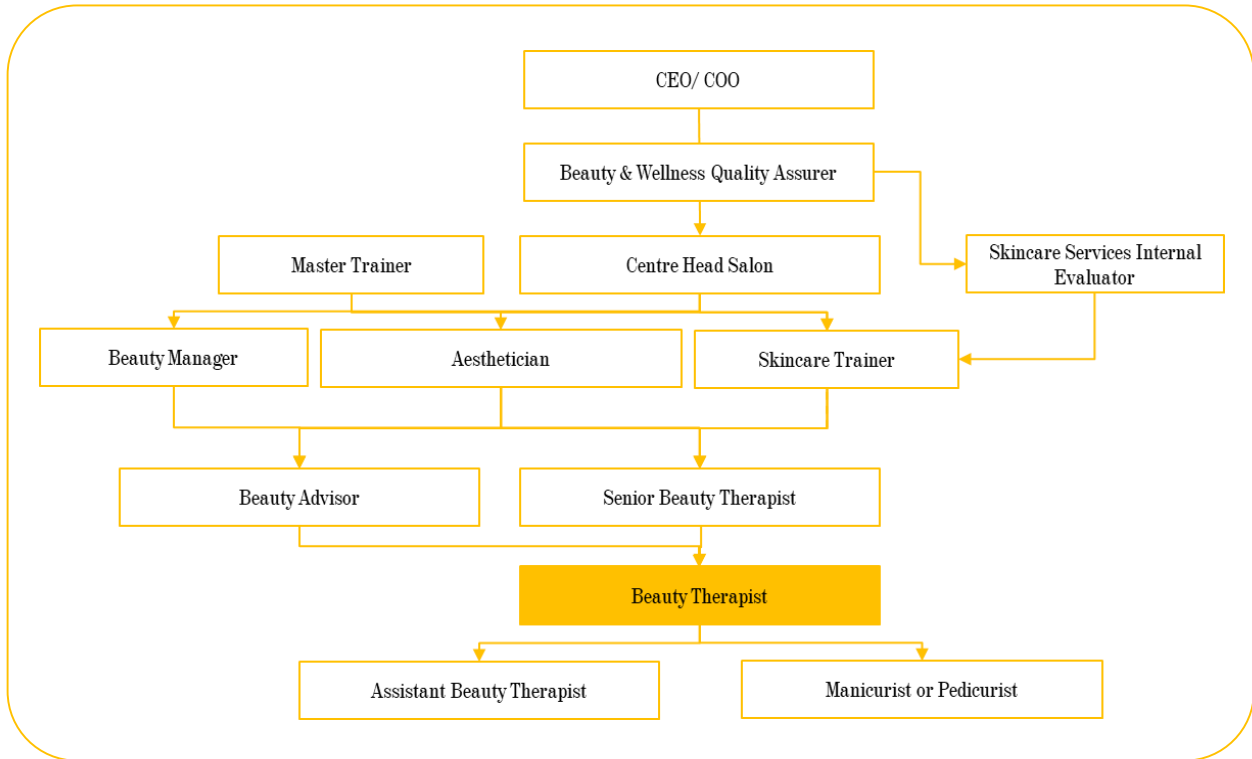 CEO/ COO
Beauty & Wellness Quality Assurer
Master Trainer
Centre Head Salon
Skincare Services Internal
Evaluator
Beauty Manager
Aesthetician
Skincare Trainer
Beauty Advisor
Senior Beauty Therapist
Beauty Therapist
Assistant Beauty Therapist
Manicurist or Pedicurist